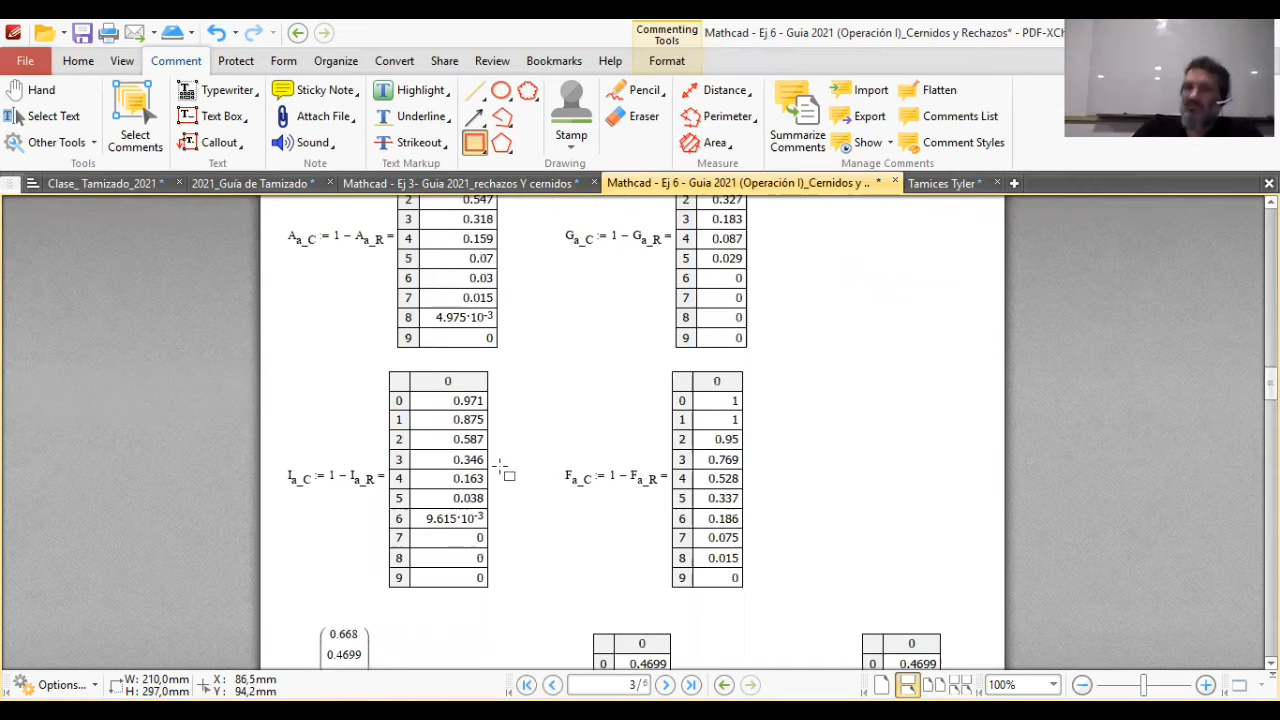 File Home View Comment Protect Form Organize Convert Share Review Bookmarks Help
Commenting Tools
Format
Mathcad - Ej 6 - Guia 2021 (Operación I)_Cernidos y Rechazos* - PDF-XCH
Hand
Select Text
Other Tools
Tools
Select Comments
Typewriter
Text Box
Callout
Text
Sticky Note
Attach File
Sound
Note
Highlight
Underline
Strikeout
Text Markup
Stamp
Pencil
Eraser
Drawing
Distance
Perimeter
Area
Measure
Summarize Comments
Import
Export
Show
Flatten
Comments List
Comment Styles
Manage Comments
Clase_ Tamizado_2021 *
2021_Guía de Tamizado *
Mathcad - Ej 3- Guia 2021_rechazos Y cernidos *
Mathcad - Ej 6 - Guia 2021 (Operación I)_Cernidos y .. *
Tamices Tyler *
A a_C := 1 − A a_R =
2 0.547
3 0.318
4 0.159
5 0.07
6 0.03
7 0.015
8 4.975·10-3
9 0
G a_C := 1 − G a_R =
2 0.327
3 0.183
4 0.087
5 0.029
6 0
7 0
8 0
9 0
I a_C := 1 − I a_R =
0
0 0.971
1 0.875
2 0.587
3 0.346
4 0.163
5 0.038
6 9.615·10-3
7 0
8 0
9 0
F a_C := 1 − F a_R =
0
0 1
1 1
2 0.95
3 0.769
4 0.528
5 0.337
6 0.186
7 0.075
8 0.015
9 0
0.668
0.4699
0
0 0.4699
0
0 0.4699
Options...
W: 210,0mm
H: 297,0mm
X: 86,5mm
Y: 94,2mm
3/6
100%